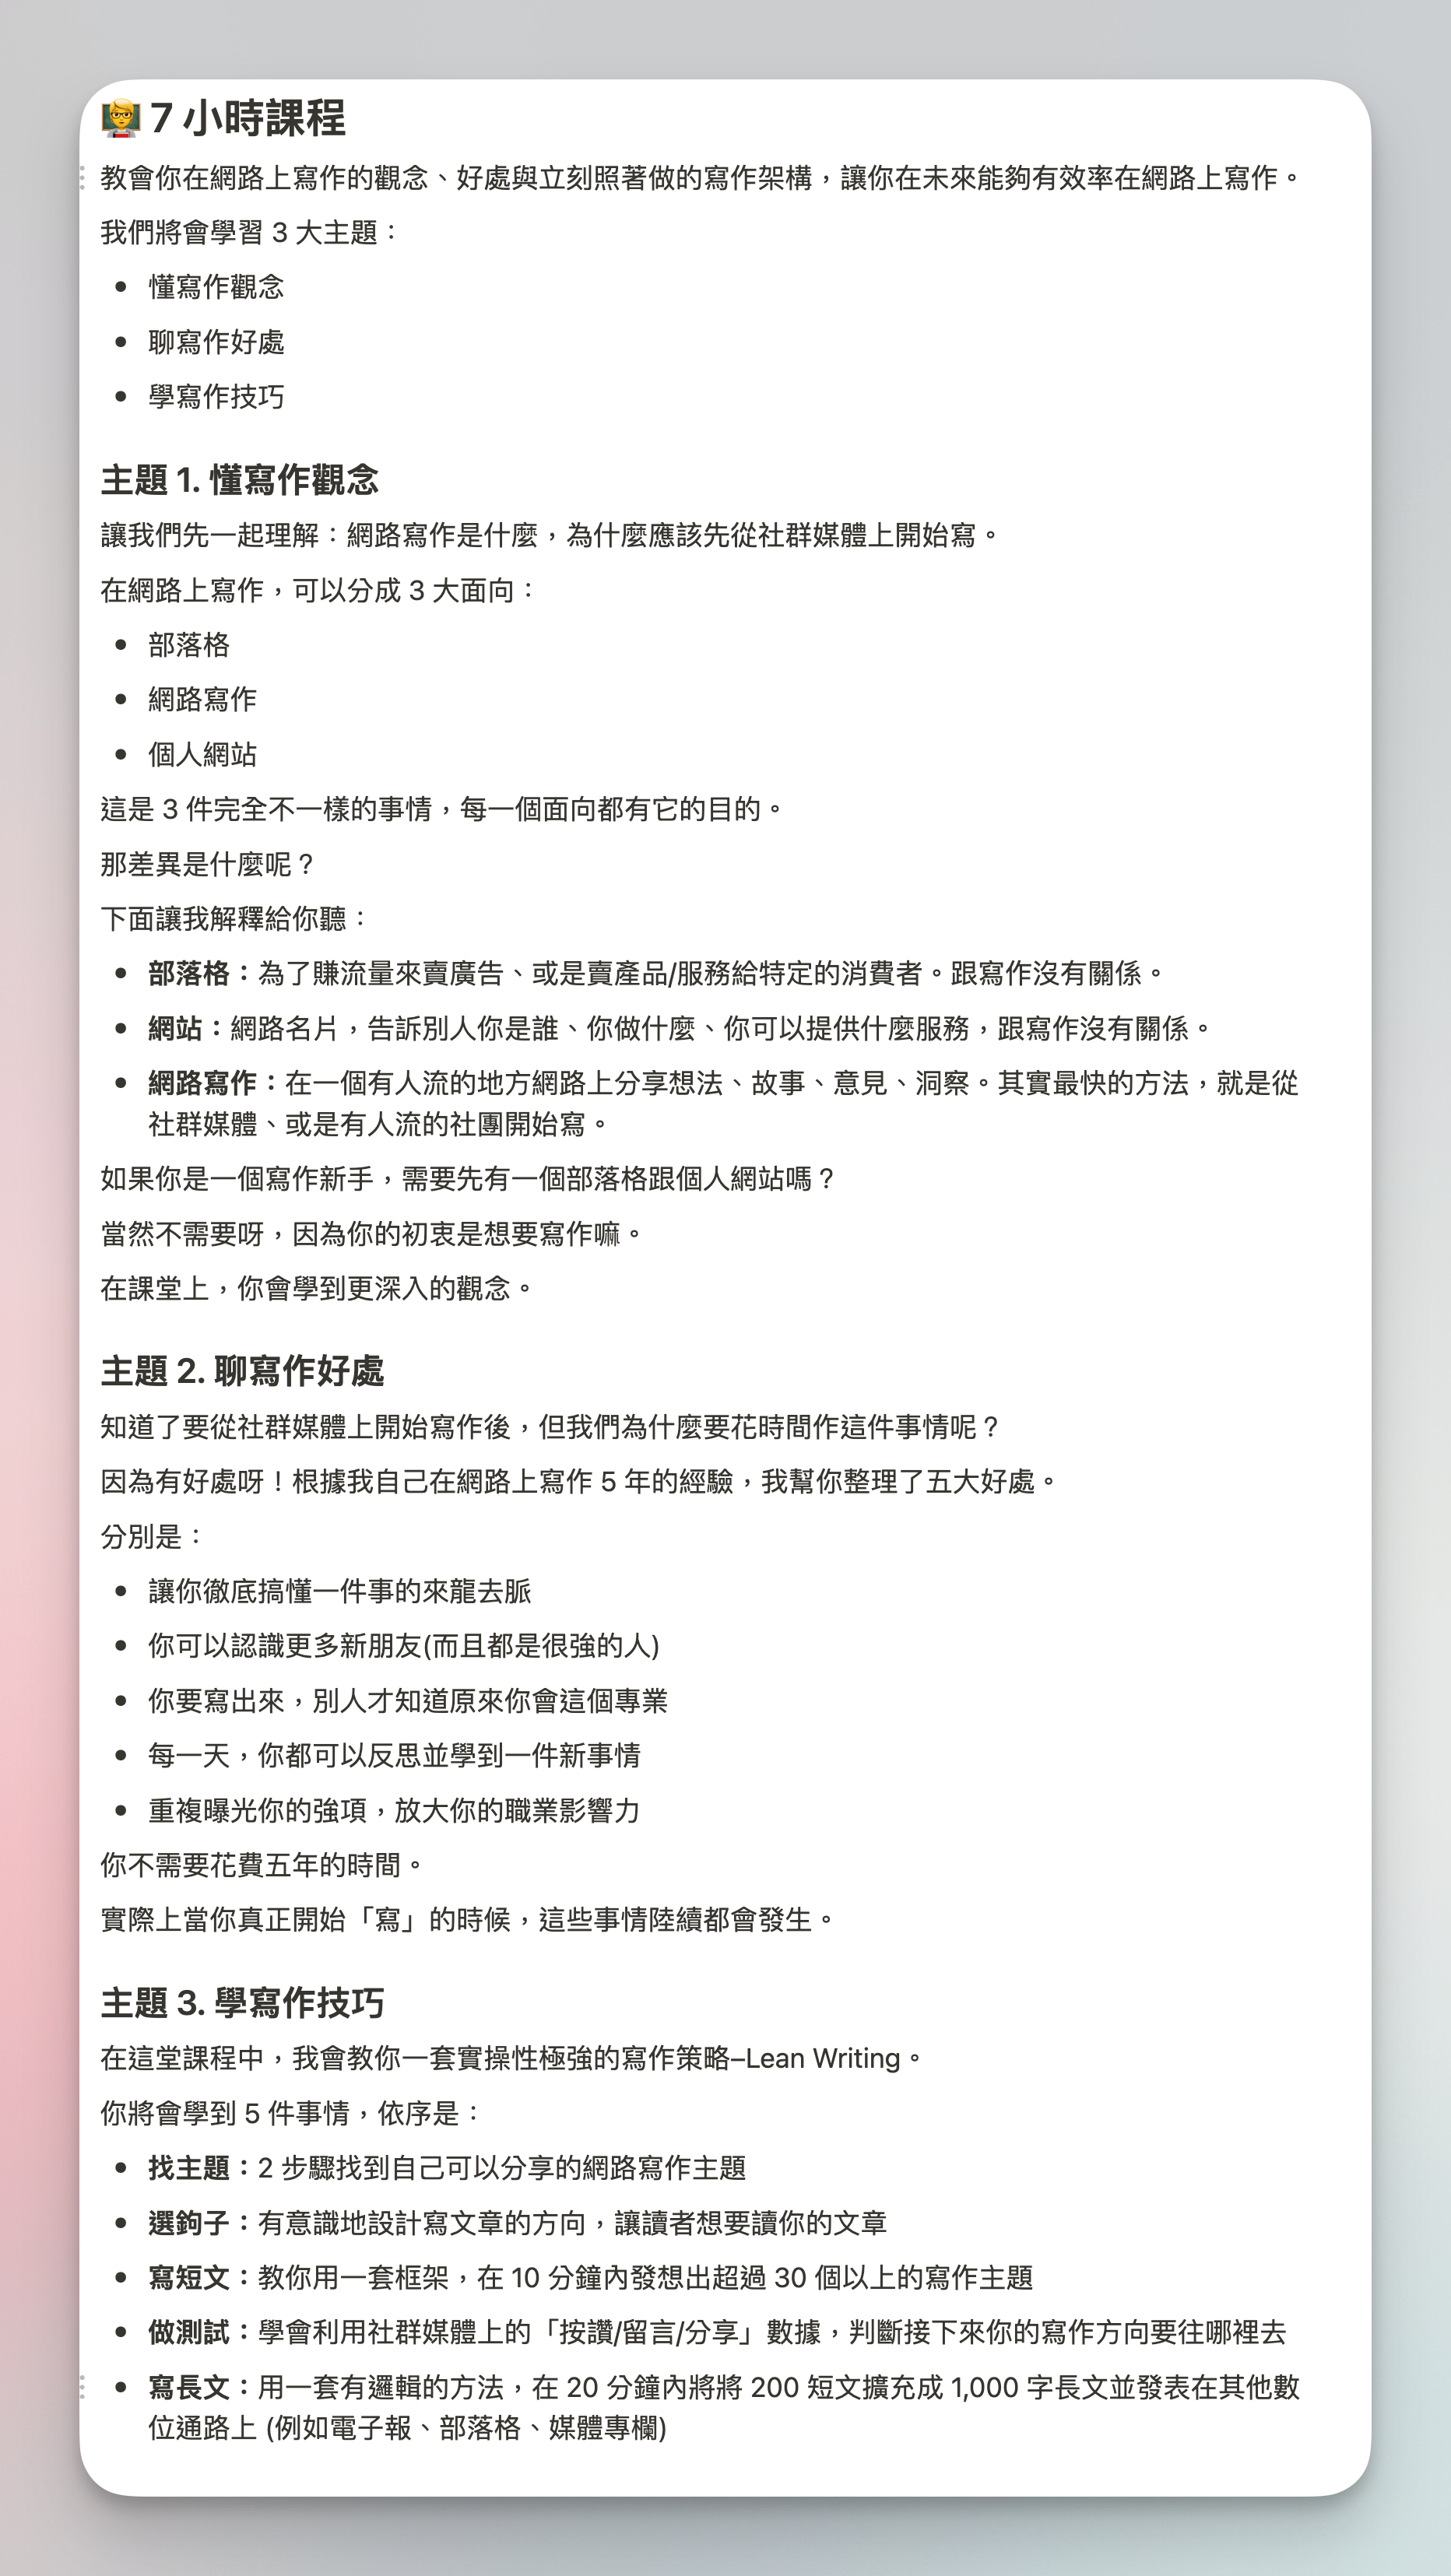 👨‍🏫 7 小時課程
教會你在網路上寫作的觀念、好處與立刻照著做的寫作架構，讓你在未來能夠有效率在網路上寫作。
我們將會學習 3 大主題：
• 懂寫作觀念
• 聊寫作好處
• 學寫作技巧
主題 1. 懂寫作觀念
讓我們先一起理解：網路寫作是什麼，為什麼應該先從社群媒體上開始寫。
在網路上寫作，可以分成 3 大面向：
• 部落格
• 網路寫作
• 個人網站
這是 3 件完全不一樣的事情，每一個面向都有它的目的。
那差異是什麼呢？
下面讓我解釋給你聽：
• 部落格：為了賺流量來賣廣告、或是賣產品/服務給特定的消費者。跟寫作沒有關係。
• 網站：網路名片，告訴別人你是誰、你做什麼、你可以提供什麼服務，跟寫作沒有關係。
• 網路寫作：在一個有人流的地方網路上分享想法、故事、意見、洞察。其實最快的方法，就是從
社群媒體、或是有人流的社團開始寫。
如果你是一個寫作新手，需要先有一個部落格跟個人網站嗎？
當然不需要呀，因為你的初衷是想要寫作嘛。
在課堂上，你會學到更深入的觀念。
主題 2. 聊寫作好處
知道了要從社群媒體上開始寫作後，但我們為什麼要花時間作這件事情呢？
因為有好處呀！根據我自己在網路上寫作 5 年的經驗，我幫你整理了五大好處。
分別是：
• 讓你徹底搞懂一件事的來龍去脈
• 你可以認識更多新朋友(而且都是很強的人)
• 你要寫出來，別人才知道原來你會這個專業
• 每一天，你都可以反思並學到一件新事情
• 重複曝光你的強項，放大你的職業影響力
你不需要花費五年的時間。
實際上當你真正開始「寫」的時候，這些事情陸續都會發生。
主題 3. 學寫作技巧
在這堂課程中，我會教你一套實操性極強的寫作策略–Lean Writing。
你將會學到 5 件事情，依序是：
• 找主題：2 步驟找到自己可以分享的網路寫作主題
• 選鉤子：有意識地設計寫文章的方向，讓讀者想要讀你的文章
• 寫短文：教你用一套框架，在 10 分鐘內發想出超過 30 個以上的寫作主題
• 做測試：學會利用社群媒體上的「按讚/留言/分享」數據，判斷接下來你的寫作方向要往哪裡去
• 寫長文：用一套有邏輯的方法，在 20 分鐘內將將 200 短文擴充成 1,000 字長文並發表在其他數
位通路上 (例如電子報、部落格、媒體專欄)